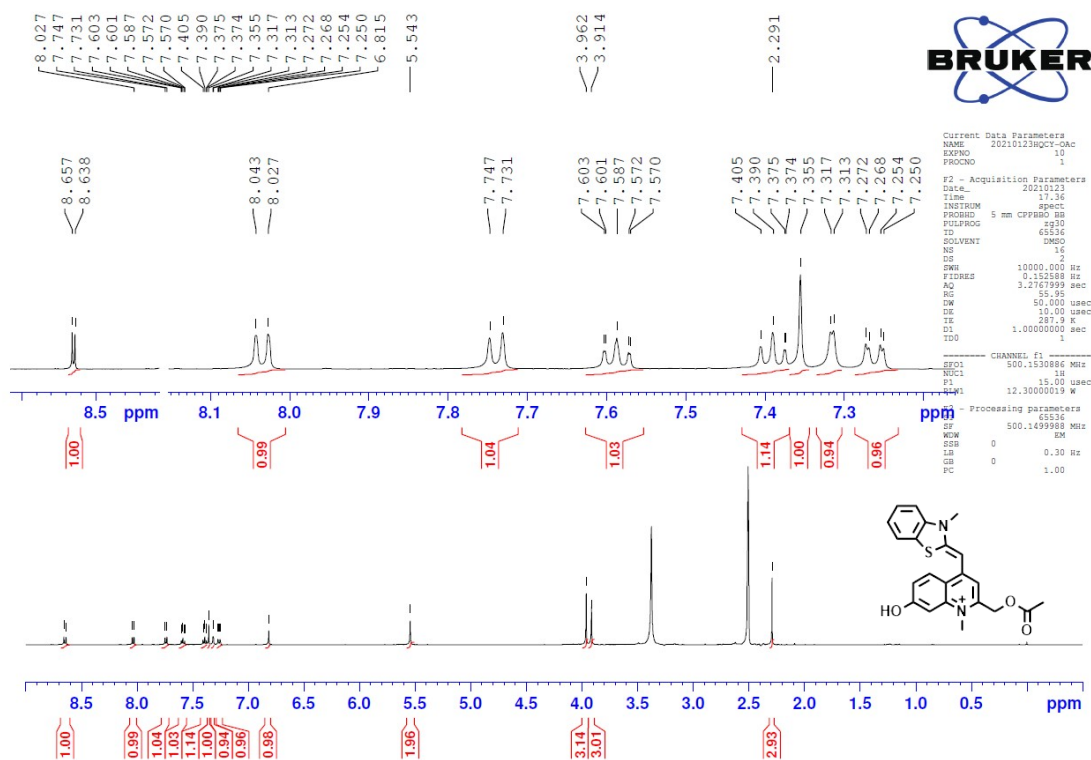 8.027
7.747
7.731
7.603
7.601
7.587
7.572
7.570
7.405
7.390
7.375
7.374
7.355
7.317
7.313
7.272
7.268
7.254
7.250
6.815
5.543
3.962
3.914
2.291
BRUKER
8.657
8.638
8.043
8.027
7.747
7.731
7.603
7.601
7.587
7.572
7.570
7.405
7.390
7.375
7.374
7.355
7.317
7.313
7.272
7.268
7.254
7.250
Current Data Parameters
NAME 20210123HQCY-OAc
EXPNO 10
PROCNO 1
F2 - Acquisition Parameters
Date_ 20210123
Time 17.36
INSTRUM spect
PROBHD 5 mm CPPBBO BB
PULPROG zg30
TD 65536
SOLVENT DMSO
NS 16
DS 2
SWH 10000.000 Hz
FIDRES 0.152588 Hz
AQ 3.2767999 sec
RG 55.95
DW 50.000 usec
DE 10.00 usec
TE 287.9 K
D1 1.00000000 sec
TD0 1
======== CHANNEL f1 ========
SFO1 500.1530886 MHz
NUC1 1H
P1 15.00 usec
PLW1 12.30000019 W
F2 - Processing parameters
65536
SF 500.1499988 MHz
WDW EM
SSB 0
LB 0.30 Hz
GB 0
PC 1.00
8.5 ppm 8.1 8.0 7.9 7.8 7.7 7.6 7.5 7.4 7.3 ppm
1.00 0.99 1.04 1.03 1.14 1.00 0.94 0.96
N
S
HO
N+
O
O
8.5 8.0 7.5 7.0 6.5 6.0 5.5 5.0 4.5 4.0 3.5 3.0 2.5 2.0 1.5 1.0 0.5 ppm
1.00 0.99 1.04 1.03 1.14 1.00 0.94 0.96 0.98 1.96 3.14 3.01 2.93